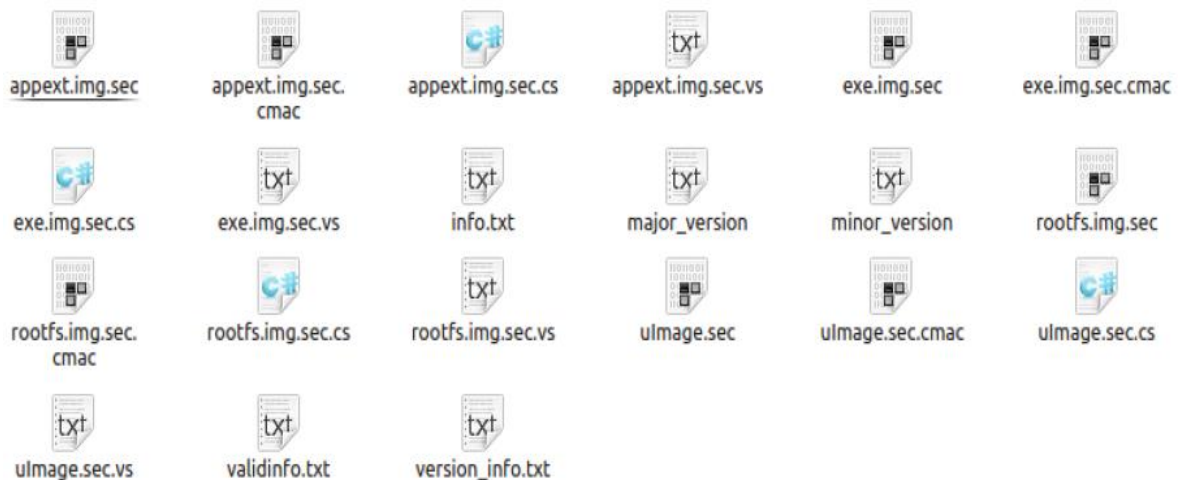 appext.img.sec
appext.img.sec.
cmac
appext.img.sec.cs
appext.img.sec.vs
exe.img.sec
exe.img.sec.cmac
exe.img.sec.cs
exe.img.sec.vs
info.txt
major_version
minor_version
rootfs.img.sec
rootfs.img.sec.
cmac
rootfs.img.sec.cs
rootfs.img.sec.vs
uImage.sec
uImage.sec.cmac
uImage.sec.cs
uImage.sec.vs
validinfo.txt
version_info.txt